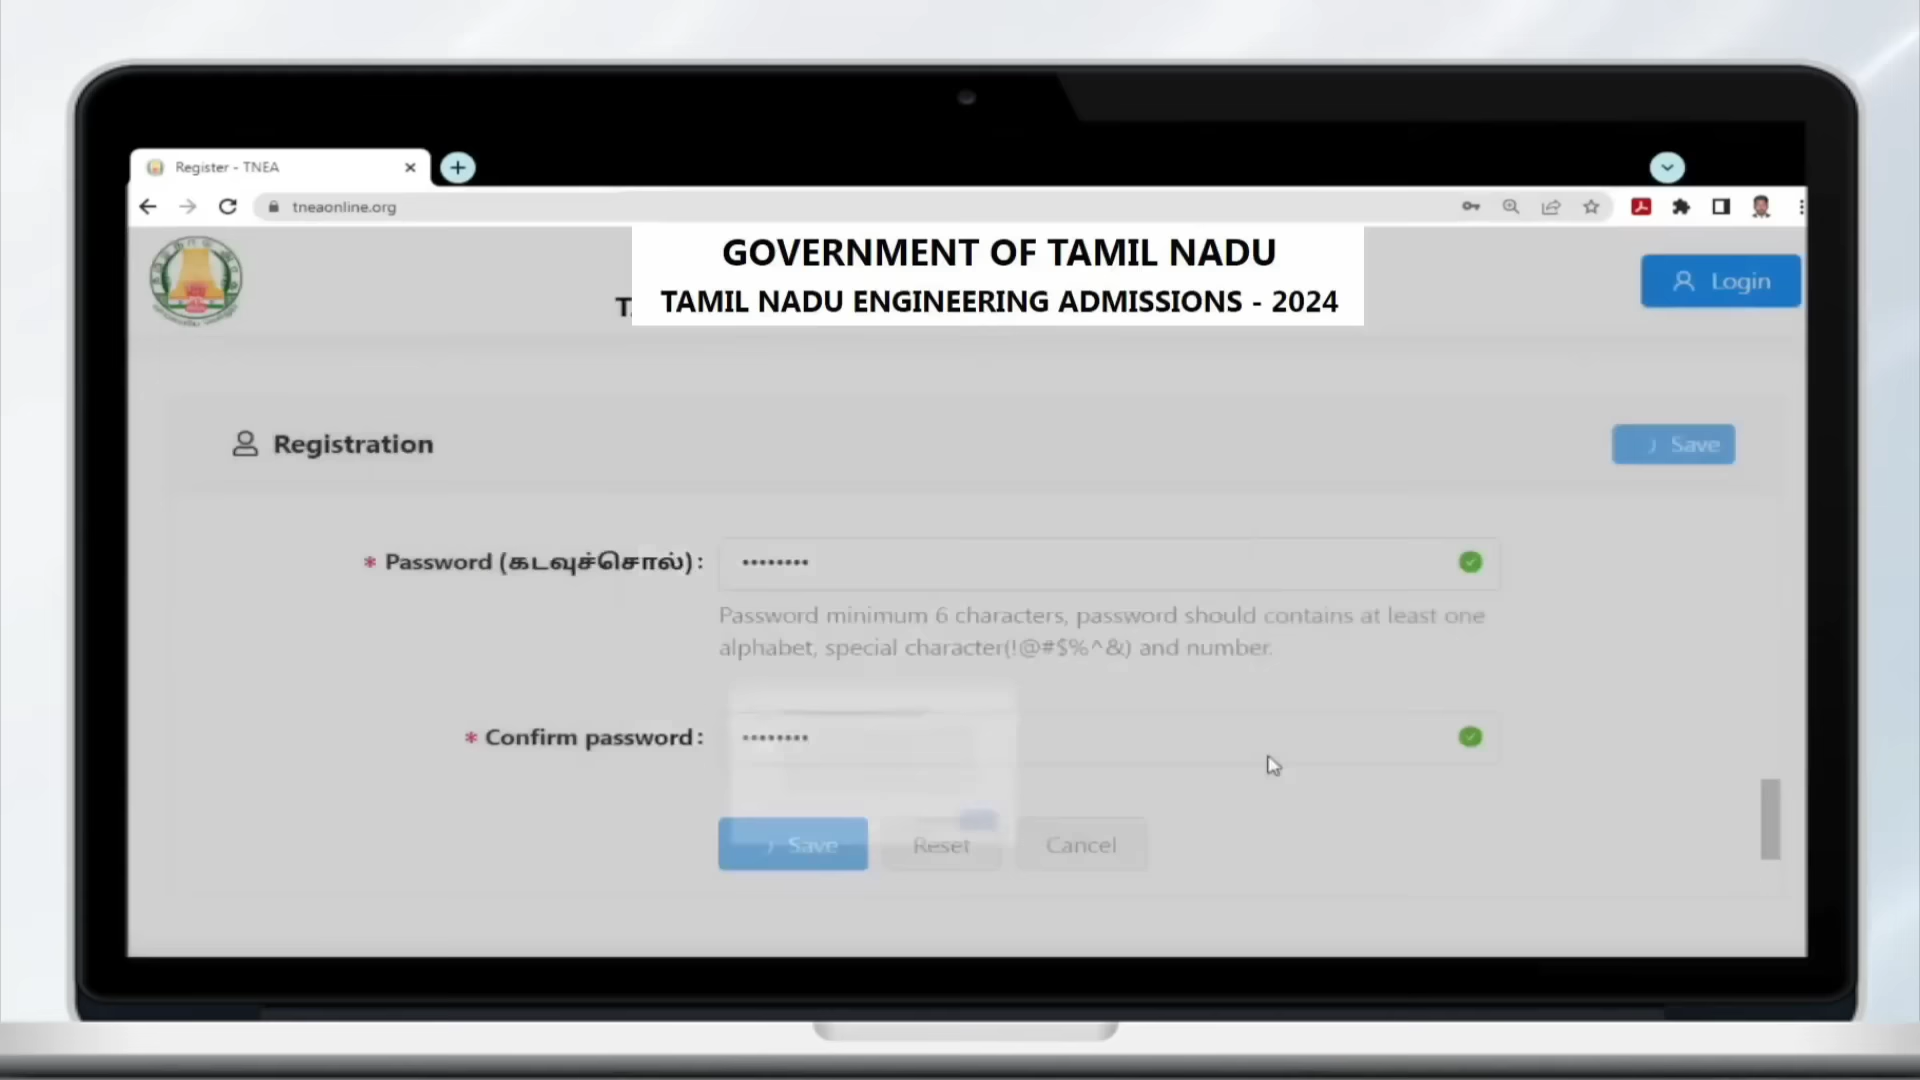 Register - TNEA
tneaonline.org
GOVERNMENT OF TAMIL NADU
TAMIL NADU ENGINEERING ADMISSIONS - 2024
Login
Registration
Save
* Password (கடவுச்சொல்) :
••••••••
Password minimum 6 characters, password should contains at least one
alphabet, special character(!@#$%^&) and number.
* Confirm password :
••••••••
Save
Reset
Cancel